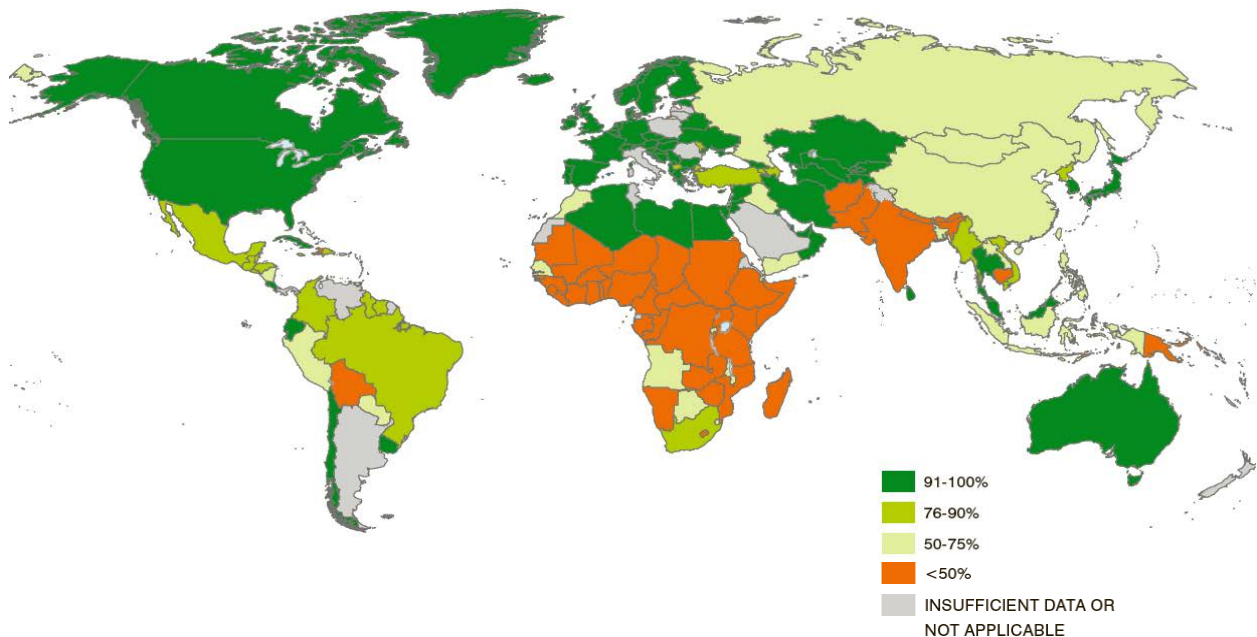 91-100%
76-90%
50-75%
<50%
INSUFFICIENT DATA OR
NOT APPLICABLE